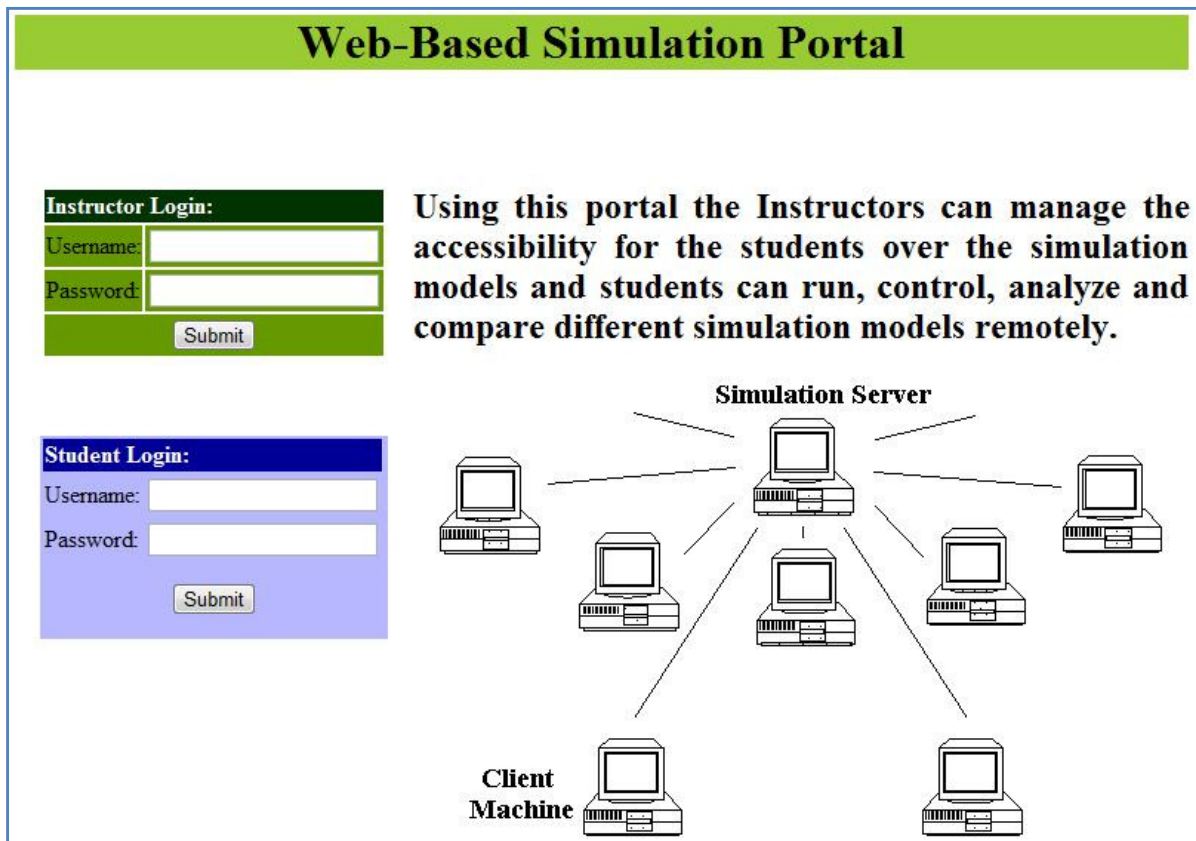 Web-Based Simulation Portal
Instructor Login:
Username:
Password:
Submit
Using this portal the Instructors can manage the
accessibility for the students over the simulation
models and students can run, control, analyze and
compare different simulation models remotely.
Student Login:
Username:
Password:
Submit
Simulation Server
Client
Machine